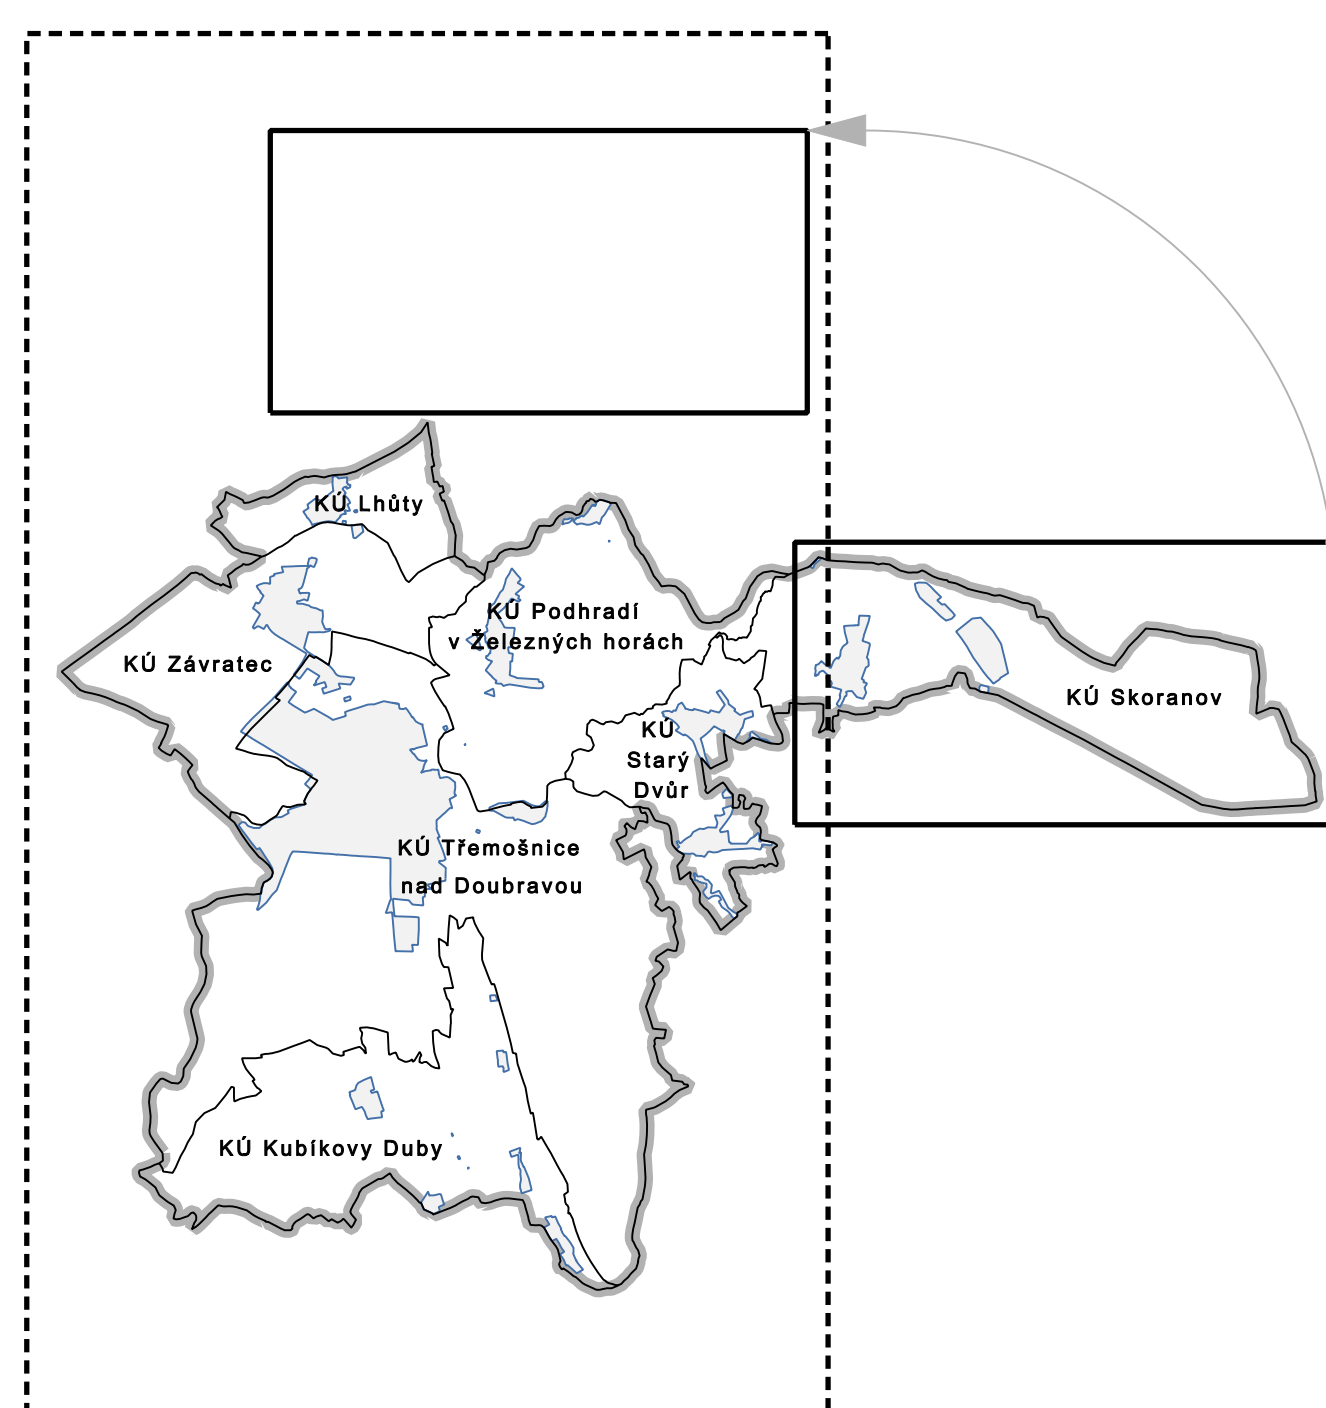 KÚ Lhůty
KÚ Podhradí
v Železných horách
KÚ Závratec
KÚ Skoranov
KÚ
Starý
Dvůr
KÚ Třemošnice
nad Doubravou
KÚ Kubíkovy Duby